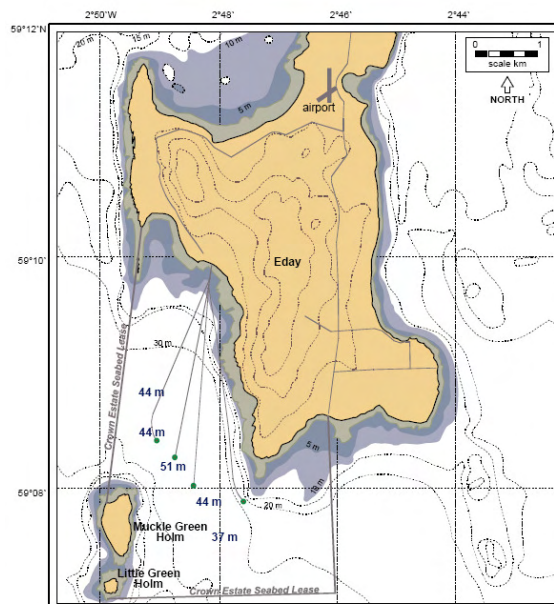 2°50' 2°48' 2°46' 2°44'
59°12'N
20 m
15 m
10 m
5 m
0 1
scale km
NORTH
airport
59°10'
Eday
30 m
44 m
44 m
51 m
44 m
37 m
5 m
10 m
20 m
59°08'
Crown Estate Seabed Lease
Muckle Green
Holm
Little Green
Holm
Crown Estate Seabed Lease